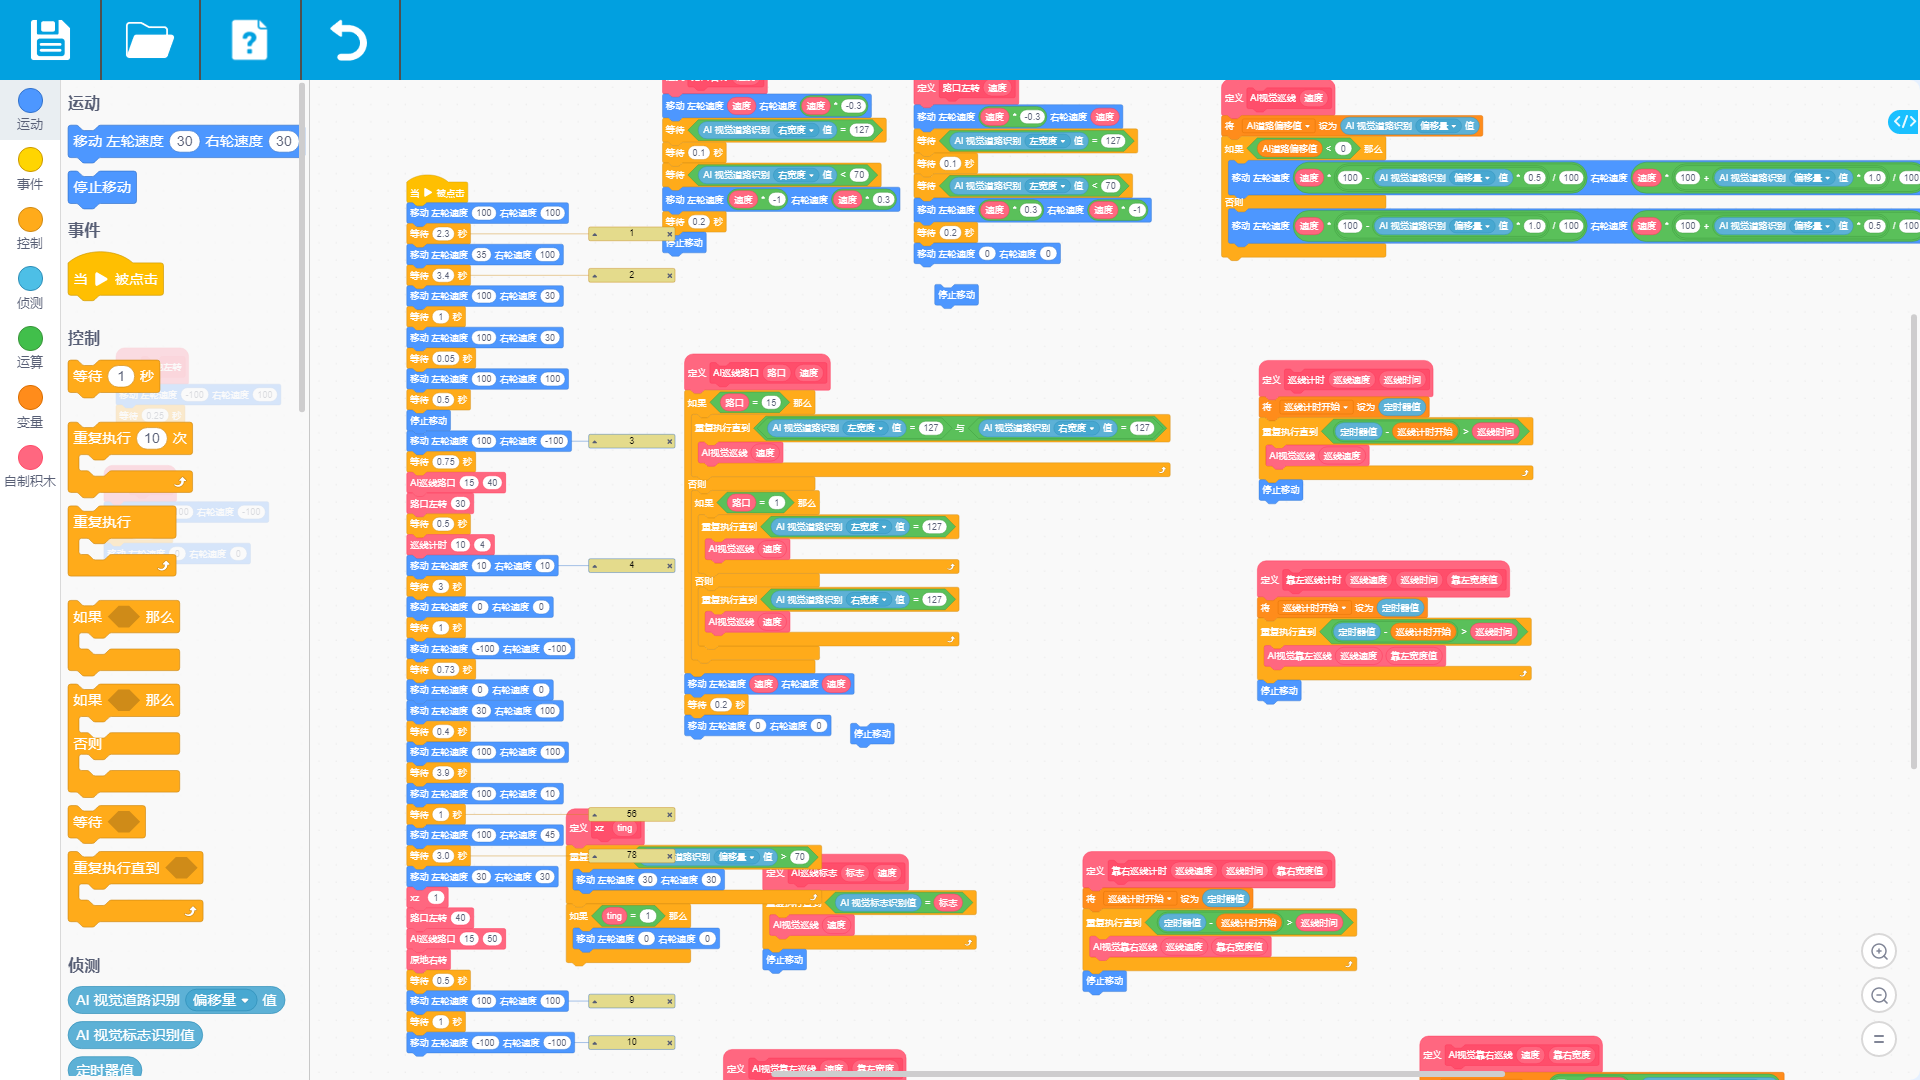 运动
事件
控制
侦测
运算
变量
自制积木
运动
移动 左轮速度 30 右轮速度 30
停止移动
事件
当 被点击
控制
等待 1 秒
重复执行 10 次
重复执行
如果 那么
如果 那么
否则
等待
重复执行直到
侦测
AI 视觉道路识别 偏移量 值
AI 视觉标志识别值
定时器值
当 被点击
移动 左轮速度 100 右轮速度 100
等待 2.3 秒
1
移动 左轮速度 35 右轮速度 100
等待 3.4 秒
2
移动 左轮速度 100 右轮速度 30
等待 1 秒
移动 左轮速度 100 右轮速度 30
等待 0.05 秒
移动 左轮速度 100 右轮速度 100
等待 0.5 秒
停止移动
移动 左轮速度 100 右轮速度 -100
3
等待 0.75 秒
AI巡线路口 15 40
路口左转 30
等待 0.5 秒
巡线计时 10 4
移动 左轮速度 10 右轮速度 10
4
等待 3 秒
移动 左轮速度 0 右轮速度 0
等待 1 秒
移动 左轮速度 -100 右轮速度 -100
等待 0.73 秒
移动 左轮速度 0 右轮速度 0
移动 左轮速度 30 右轮速度 100
等待 0.4 秒
移动 左轮速度 100 右轮速度 100
等待 3.9 秒
移动 左轮速度 100 右轮速度 10
等待 1 秒
56
移动 左轮速度 100 右轮速度 45
等待 3.0 秒
78
移动 左轮速度 30 右轮速度 30
xz 1
路口左转 40
AI巡线路口 15 50
原地右转
等待 0.5 秒
移动 左轮速度 100 右轮速度 100
9
等待 1 秒
移动 左轮速度 -100 右轮速度 -100
10
移动 左轮速度 速度 右轮速度 速度 * -0.3
等待 AI 视觉道路识别 右宽度 值 = 127
等待 0.1 秒
等待 AI 视觉道路识别 右宽度 值 < 70
移动 左轮速度 速度 * -1 右轮速度 速度 * 0.3
等待 0.2 秒
停止移动
定义 路口左转 速度
移动 左轮速度 速度 * -0.3 右轮速度 速度
等待 AI 视觉道路识别 左宽度 值 = 127
等待 0.1 秒
等待 AI 视觉道路识别 左宽度 值 < 70
移动 左轮速度 速度 * 0.3 右轮速度 速度 * -1
等待 0.2 秒
移动 左轮速度 0 右轮速度 0
停止移动
定义 AI视觉巡线 速度
将 AI道路偏移值 设为 AI 视觉道路识别 偏移量 值
如果 AI道路偏移值 < 0 那么
移动 左轮速度 速度 * 100 - AI 视觉道路识别 偏移量 值 * 0.5 / 100 右轮速度 速度 * 100 + AI 视觉道路识别 偏移量 值 * 1.0 / 100
否则
移动 左轮速度 速度 * 100 - AI 视觉道路识别 偏移量 值 * 1.0 / 100 右轮速度 速度 * 100 + AI 视觉道路识别 偏移量 值 * 0.5 / 100
定义 AI巡线路口 路口 速度
如果 路口 = 15 那么
重复执行直到 AI 视觉道路识别 左宽度 值 = 127 与 AI 视觉道路识别 右宽度 值 = 127
AI视觉巡线 速度
否则
如果 路口 = 1 那么
重复执行直到 AI 视觉道路识别 左宽度 值 = 127
AI视觉巡线 速度
否则
重复执行直到 AI 视觉道路识别 右宽度 值 = 127
AI视觉巡线 速度
移动 左轮速度 速度 右轮速度 速度
等待 0.2 秒
移动 左轮速度 0 右轮速度 0
停止移动
定义 巡线计时 巡线速度 巡线时间
将 巡线计时开始 设为 定时器值
重复执行直到 定时器值 - 巡线计时开始 > 巡线时间
AI视觉巡线 巡线速度
停止移动
定义 靠左巡线计时 巡线速度 巡线时间 靠左宽度值
将 巡线计时开始 设为 定时器值
重复执行直到 定时器值 - 巡线计时开始 > 巡线时间
AI视觉靠左巡线 巡线速度 靠左宽度值
停止移动
定义 xz ting
道路识别 偏移量 值 > 70
移动 左轮速度 30 右轮速度 30
如果 ting = 1 那么
移动 左轮速度 0 右轮速度 0
定义 AI巡线标志 标志 速度
重复执行直到 AI 视觉标志识别值 = 标志
AI视觉巡线 速度
停止移动
定义 靠右巡线计时 巡线速度 巡线时间 靠右宽度值
将 巡线计时开始 设为 定时器值
重复执行直到 定时器值 - 巡线计时开始 > 巡线时间
AI视觉靠右巡线 巡线速度 靠右宽度值
停止移动
定义 AI视觉靠左巡线 速度 靠左宽度
定义 AI视觉靠右巡线 速度 靠右宽度